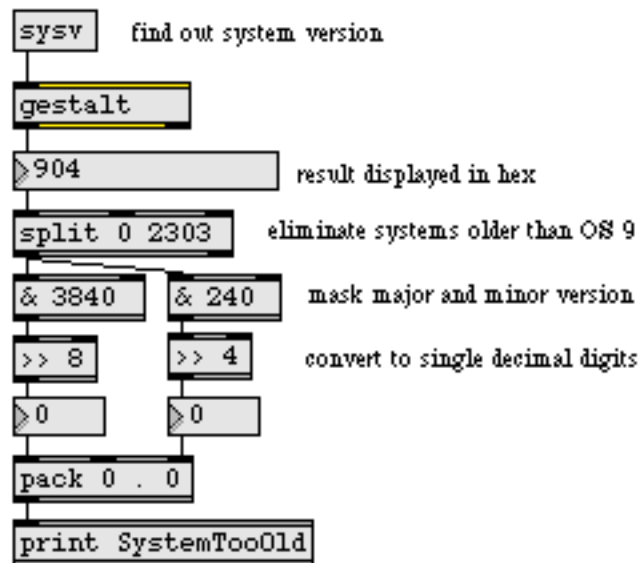 sysv find out system version
gestalt
904 result displayed in hex
split 0 2303 eliminate systems older than OS 9
& 3840 & 240 mask major and minor version
>> 8 >> 4 convert to single decimal digits
0 0
pack 0 . 0
print SystemTooOld